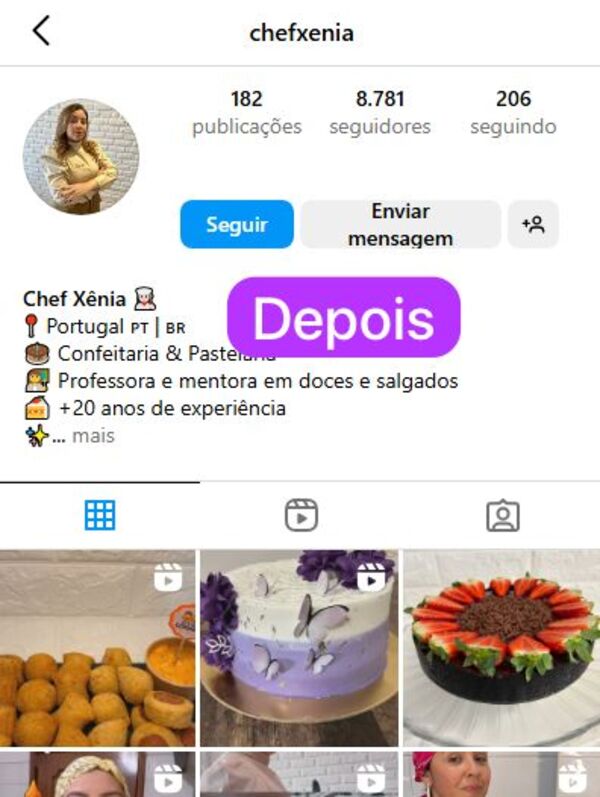 chefxenia
182
8.781
206
publicações
seguidores
seguindo
Seguir
Enviar
mensagem
Chef Xênia
Portugal PT | BR
Depois
Confeitaria &
Professora e mentora em doces e salgados
+20 anos de experiência
... mais